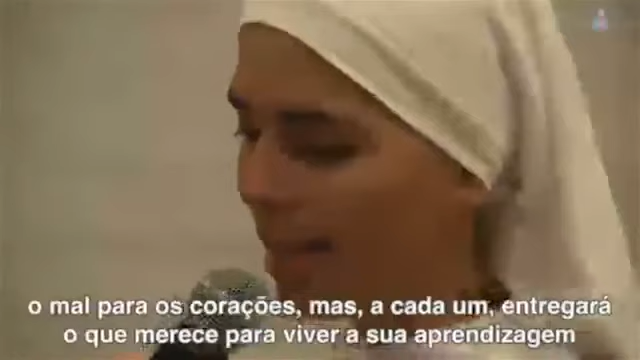 o mal para os corações, mas, a cada um, entregará
o que merece para viver a sua aprendizagem